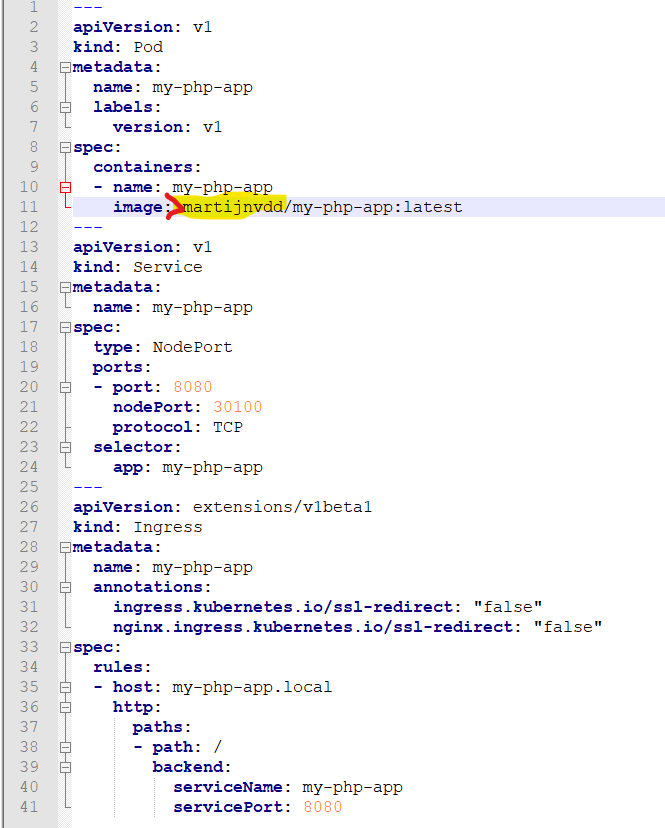 1 ---
2 apiVersion: v1
3 kind: Pod
4 metadata:
5   name: my-php-app
6   labels:
7     version: v1
8 spec:
9   containers:
10   - name: my-php-app
11     image: martijnvdd/my-php-app:latest
12 ---
13 apiVersion: v1
14 kind: Service
15 metadata:
16   name: my-php-app
17 spec:
18   type: NodePort
19   ports:
20   - port: 8080
21     nodePort: 30100
22     protocol: TCP
23   selector:
24     app: my-php-app
25 ---
26 apiVersion: extensions/v1beta1
27 kind: Ingress
28 metadata:
29   name: my-php-app
30   annotations:
31     ingress.kubernetes.io/ssl-redirect: "false"
32     nginx.ingress.kubernetes.io/ssl-redirect: "false"
33 spec:
34   rules:
35   - host: my-php-app.local
36     http:
37       paths:
38       - path: /
39         backend:
40           serviceName: my-php-app
41           servicePort: 8080